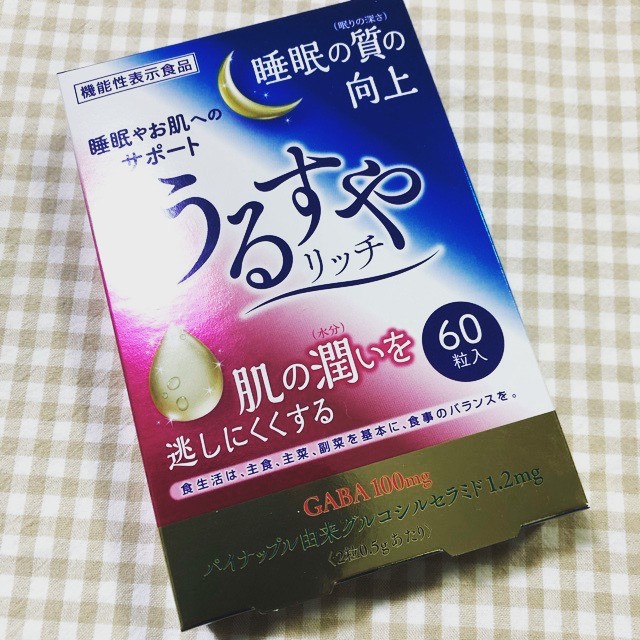 機能性表示食品
(眠りの深さ)
睡眠の質の
向上
睡眠やお肌への
サポート
うるすや
リッチ
(水分)
肌の潤いを
逃しにくくする
60
粒入
食生活は、主食、主菜、副菜を基本に、食事のバランスを。
GABA 100mg
パイナップル由来グルコシルセラミド1.2mg
(2粒0.5gあたり)